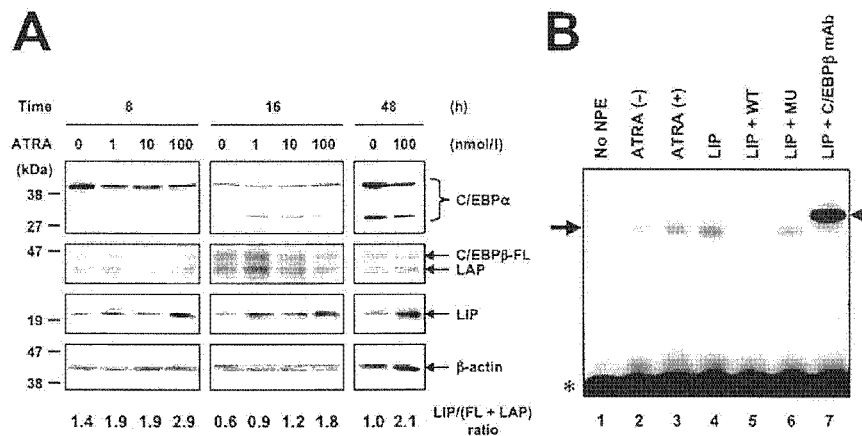 A
Time 8 16 48 (h)
ATRA 0 1 10 100 0 1 10 100 0 100 (nmol/l)
(kDa)
38
27
C/EBPα
47
C/EBPβ-FL
LAP
19
LIP
47
38
β-actin
1.4 1.9 1.9 2.9 0.6 0.9 1.2 1.8 1.0 2.1 LIP/(FL + LAP)
ratio
B
No NPE
ATRA (−)
ATRA (+)
LIP
LIP + WT
LIP + MU
LIP + C/EBPβ mAb
*
1 2 3 4 5 6 7